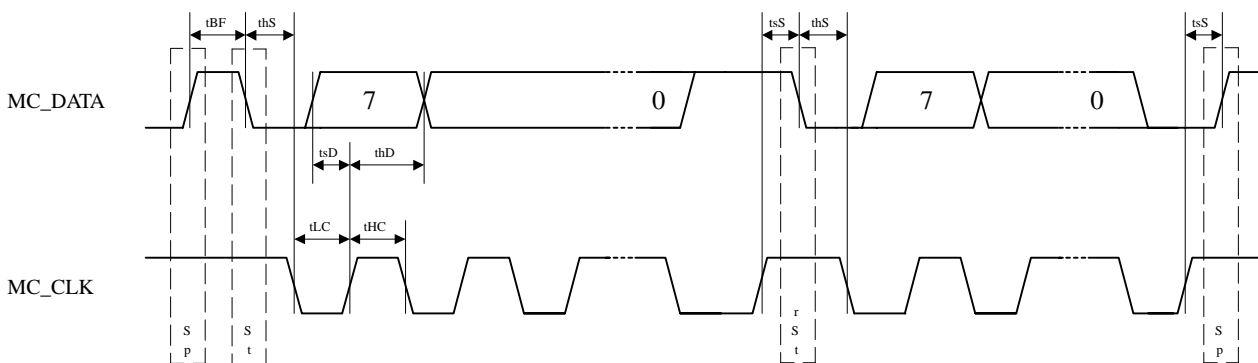 tBF thS tsS thS tsS
MC_DATA 7 0 7 0
tsD thD
tLC tHC
MC_CLK
S
p
S
t
r
S
t
S
p